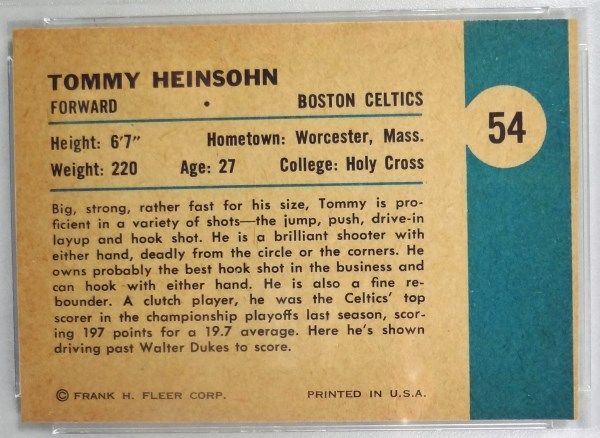 TOMMY HEINSOHN
FORWARD • BOSTON CELTICS
54
Height: 6'7" Hometown: Worcester, Mass.
Weight: 220 Age: 27 College: Holy Cross
Big, strong, rather fast for his size, Tommy is pro-
ficient in a variety of shots—the jump, push, drive-in
layup and hook shot. He is a brilliant shooter with
either hand, deadly from the circle or the corners. He
owns probably the best hook shot in the business and
can hook with either hand. He is also a fine re-
bounder. A clutch player, he was the Celtics' top
scorer in the championship playoffs last season, scor-
ing 197 points for a 19.7 average. Here he's shown
driving past Walter Dukes to score.
© FRANK H. FLEER CORP. PRINTED IN U.S.A.